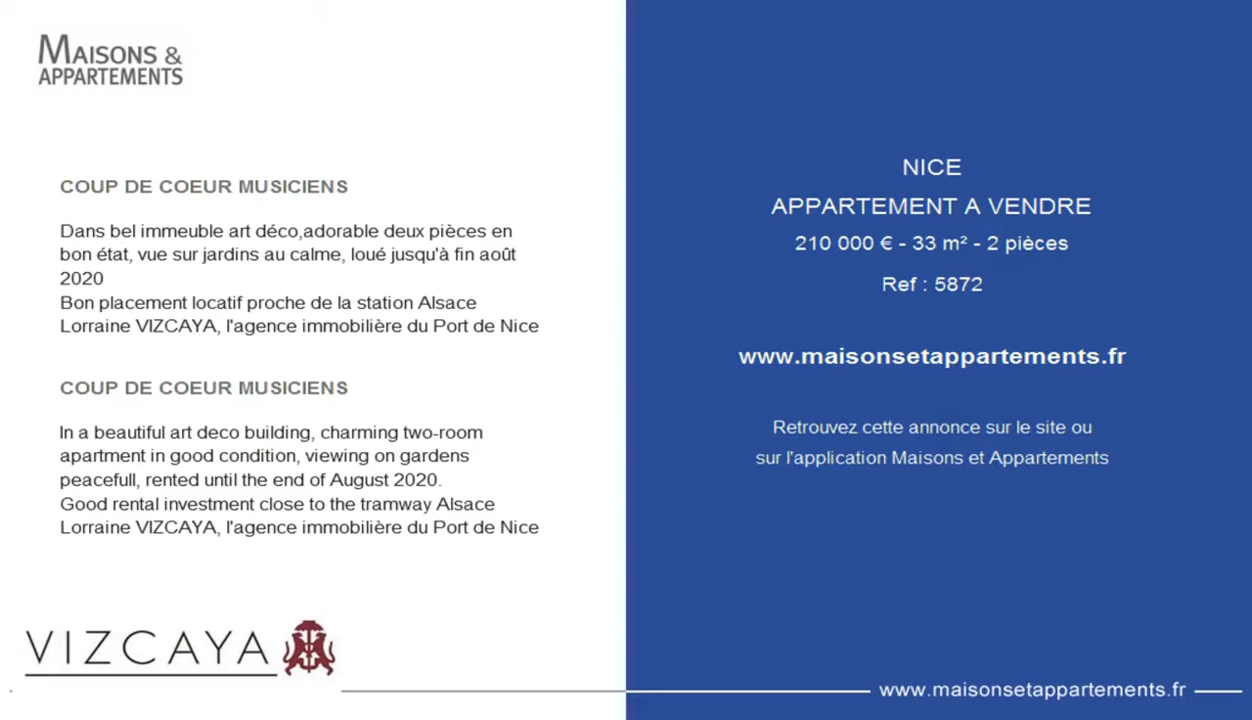 MAISONS &
APPARTEMENTS
COUP DE COEUR MUSICIENS
Dans bel immeuble art déco,adorable deux pièces en
bon état, vue sur jardins au calme, loué jusqu'à fin août
2020
Bon placement locatif proche de la station Alsace
Lorraine VIZCAYA, l'agence immobilière du Port de Nice
COUP DE COEUR MUSICIENS
In a beautiful art deco building, charming two-room
apartment in good condition, viewing on gardens
peacefull, rented until the end of August 2020.
Good rental investment close to the tramway Alsace
Lorraine VIZCAYA, l'agence immobilière du Port de Nice
VIZCAYA
NICE
APPARTEMENT A VENDRE
210 000 € - 33 m² - 2 pièces
Ref : 5872
www.maisonsetappartements.fr
Retrouvez cette annonce sur le site ou
sur l'application Maisons et Appartements
www.maisonsetappartements.fr